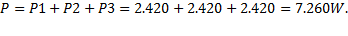 P = P1 + P2 + P3 = 2.420 + 2.420 + 2.420 = 7.260W.